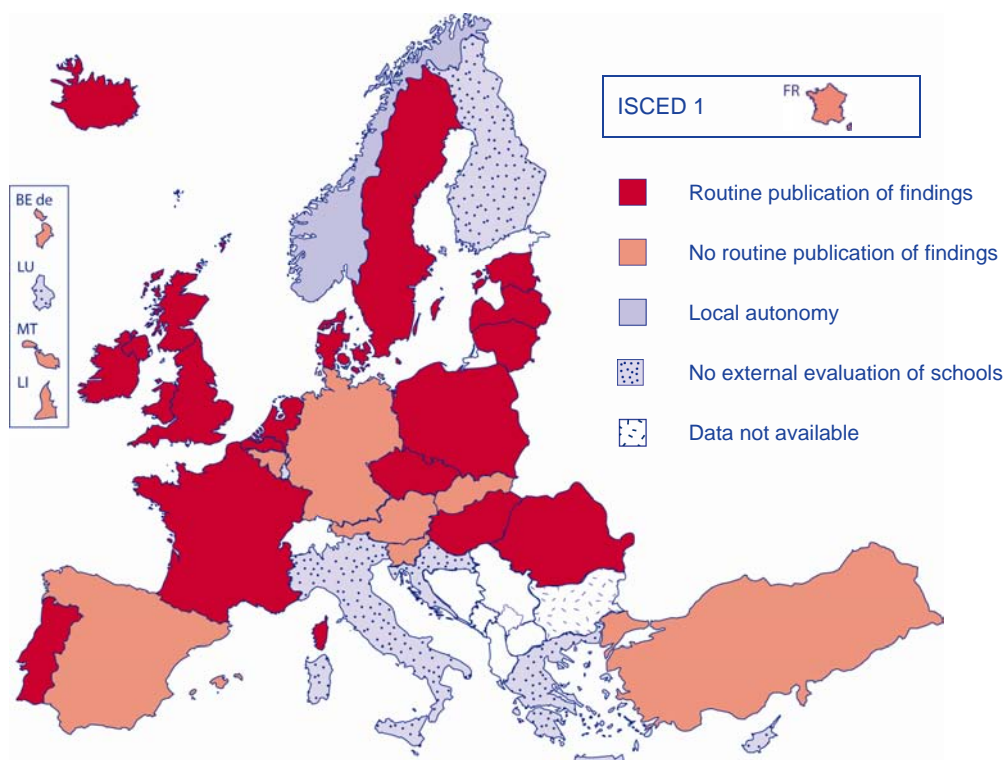 ISCED 1
FR
Routine publication of findings
No routine publication of findings
Local autonomy
No external evaluation of schools
Data not available
BE de
LU
MT
LI